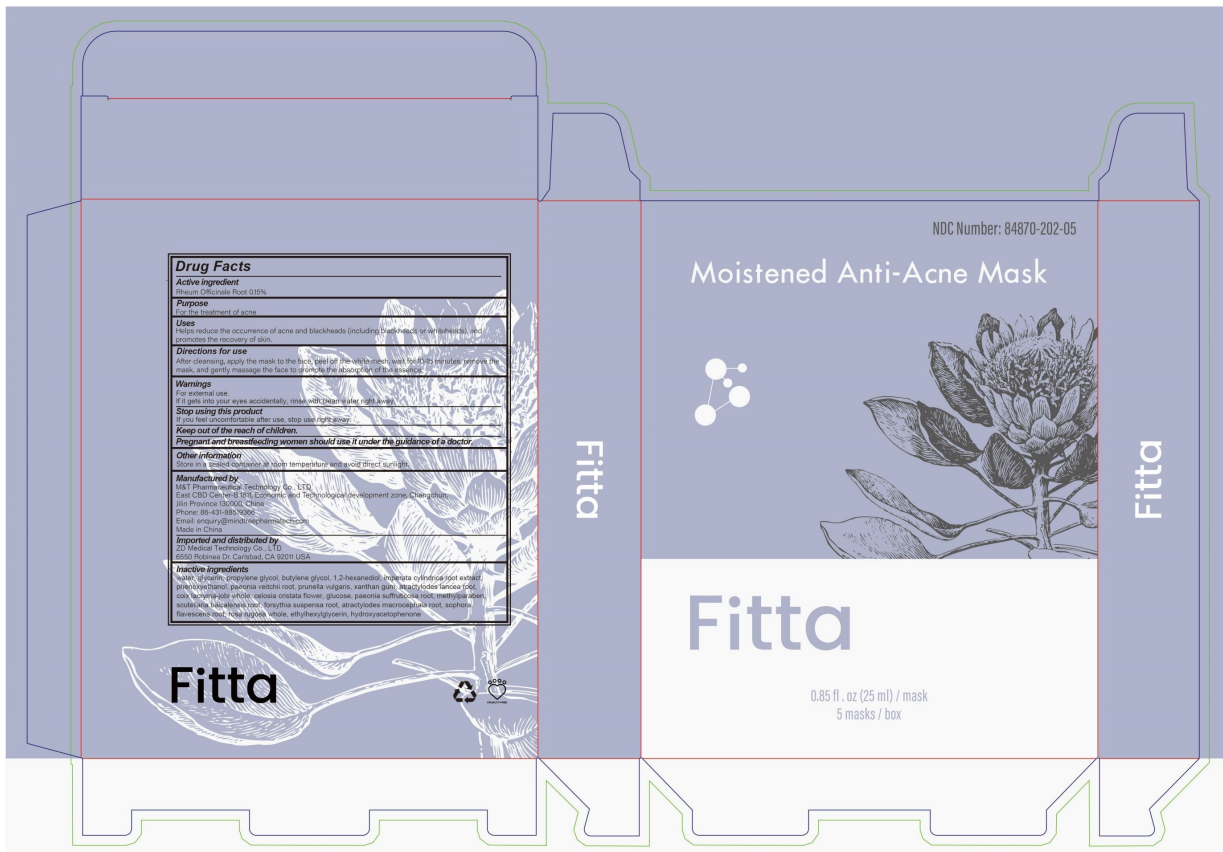 Drug Facts
Active ingredient
Rheum Officinale Root 0.15%
Purpose
For the treatment of acne
Uses
Helps reduce the occurrence of acne and blackheads (including blackheads or whiteheads), and
promotes the recovery of skin.
Directions for use
After cleansing, apply the mask to the face, peel off the white mesh, wait for 10-15 minutes, remove the
mask, and gently massage the face to promote the absorption of the essence.
Warnings
For external use.
If it gets into your eyes accidentally, rinse with clean water right away.
Stop using this product
If you feel uncomfortable after use, stop use right away.
Keep out of the reach of children.
Pregnant and breastfeeding women should use it under the guidance of a doctor.
Other information
Store in a sealed container at room temperature and avoid direct sunlight.
Manufactured by
M&T Pharmaceutical Technology Co., LTD
East CBD Center-B 1811, Economic and Technological development zone, Changchun,
Jilin Province 130000, China
Phone: 86-431-88519366
Email: enquiry@mindtreepharmatech.com
Made in China
Imported and distributed by
ZD Medical Technology Co., LTD
6550 Robinea Dr. Carlsbad, CA 92011 USA
Inactive ingredients
water, glycerin, propylene glycol, butylene glycol, 1,2-hexanediol, imperata cylindrica root extract,
phenoxyethanol, paeonia veitchii root, prunella vulgaris, xanthan gum, atractylodes lancea root,
coix lacryma-jobi whole, celosia cristata flower, glucose, paeonia suffruticosa root, methylparaben,
scutellaria baicalensis root, forsythia suspensa root, atractylodes macrocephala root, sophora
flavescens root, rosa rugosa whole, ethylhexylglycerin, hydroxyacetophenone
Fitta
CRUELTY FREE
Fitta
NDC Number: 84870-202-05
Moistened Anti-Acne Mask
Fitta
0.85 fl . oz (25 ml) / mask
5 masks / box
Fitta